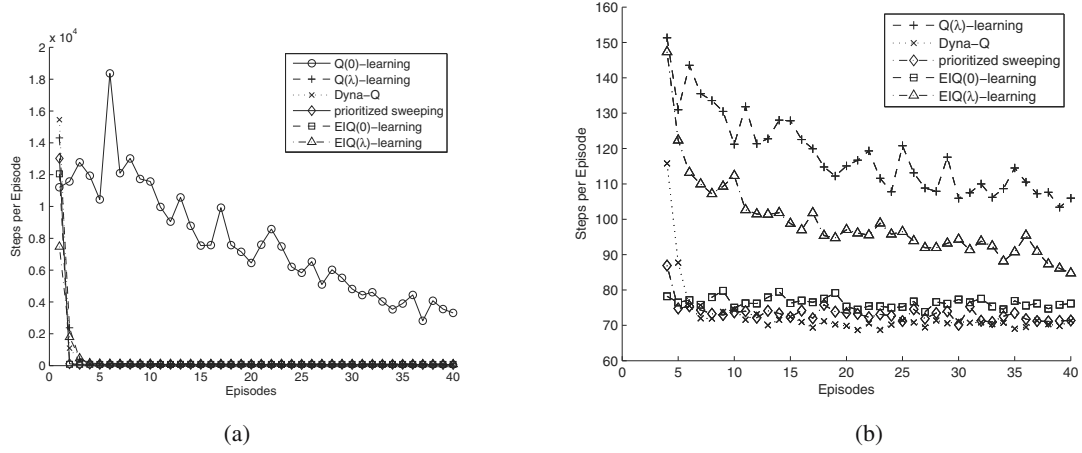 x 10⁴
2
1.8
1.6
1.4
1.2
1
0.8
0.6
0.4
0.2
0
Steps per Episode
0 5 10 15 20 25 30 35 40
Episodes
Q(0)-learning
Q(λ)-learning
Dyna-Q
prioritized sweeping
EIQ(0)-learning
EIQ(λ)-learning
(a)
160
150
140
130
120
110
100
90
80
70
60
Steps per Episode
0 5 10 15 20 25 30 35 40
Episodes
Q(λ)-learning
Dyna-Q
prioritized sweeping
EIQ(0)-learning
EIQ(λ)-learning
(b)